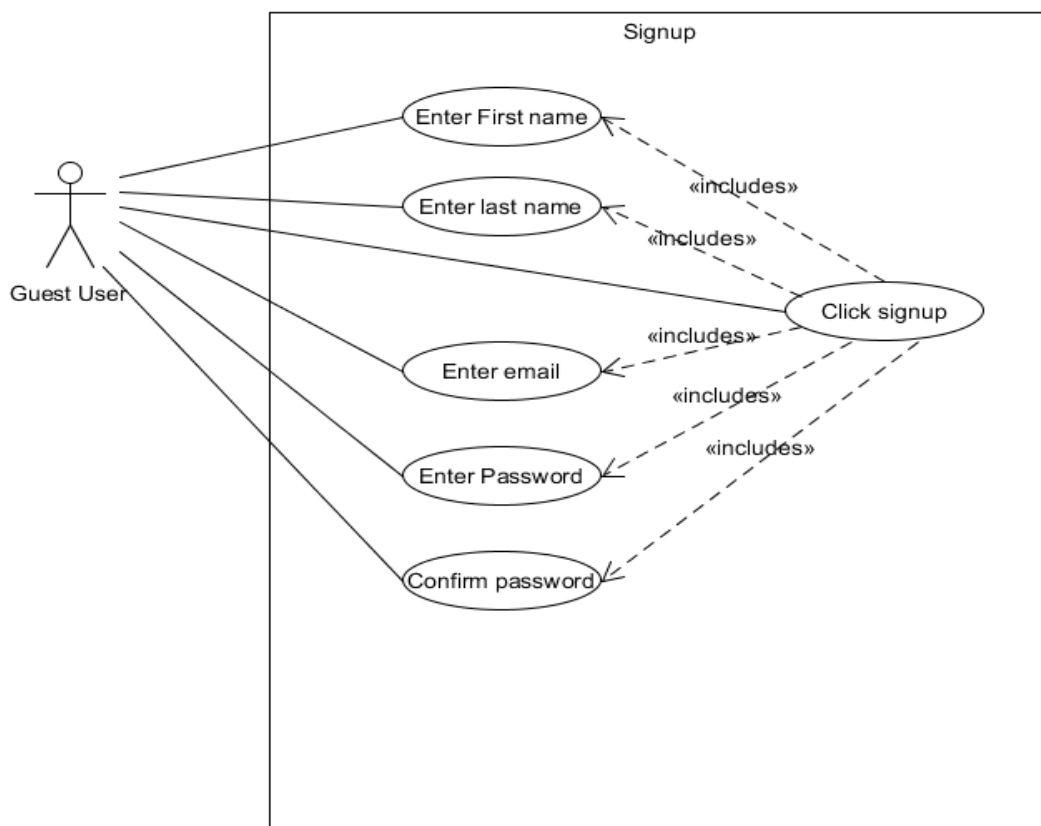 Signup
Enter First name
«includes»
Enter last name
«includes»
Guest User
Click signup
«includes»
Enter email
«includes»
«includes»
Enter Password
Confirm password